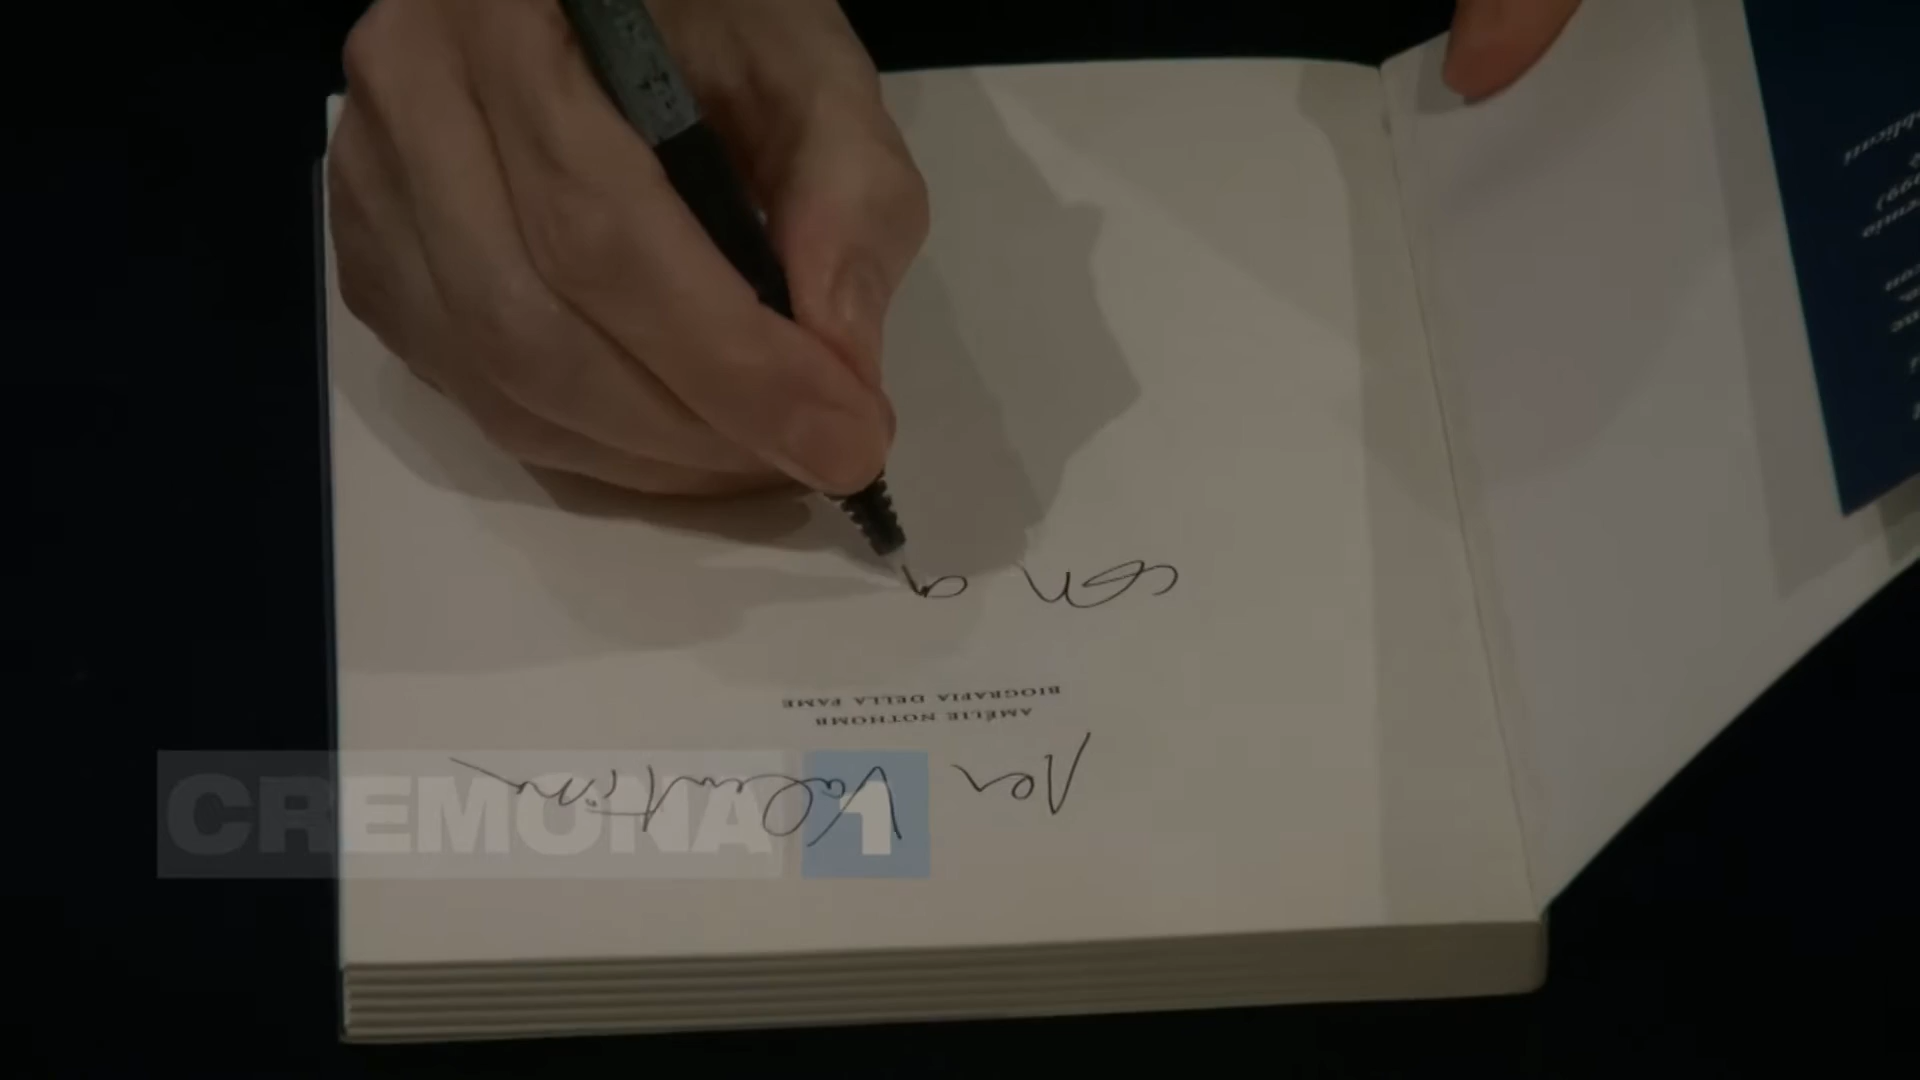 per Valentina
AMÉLIE NOTHOMB
BIOGRAFIA DELLA FAME
con a
CREMONA 1